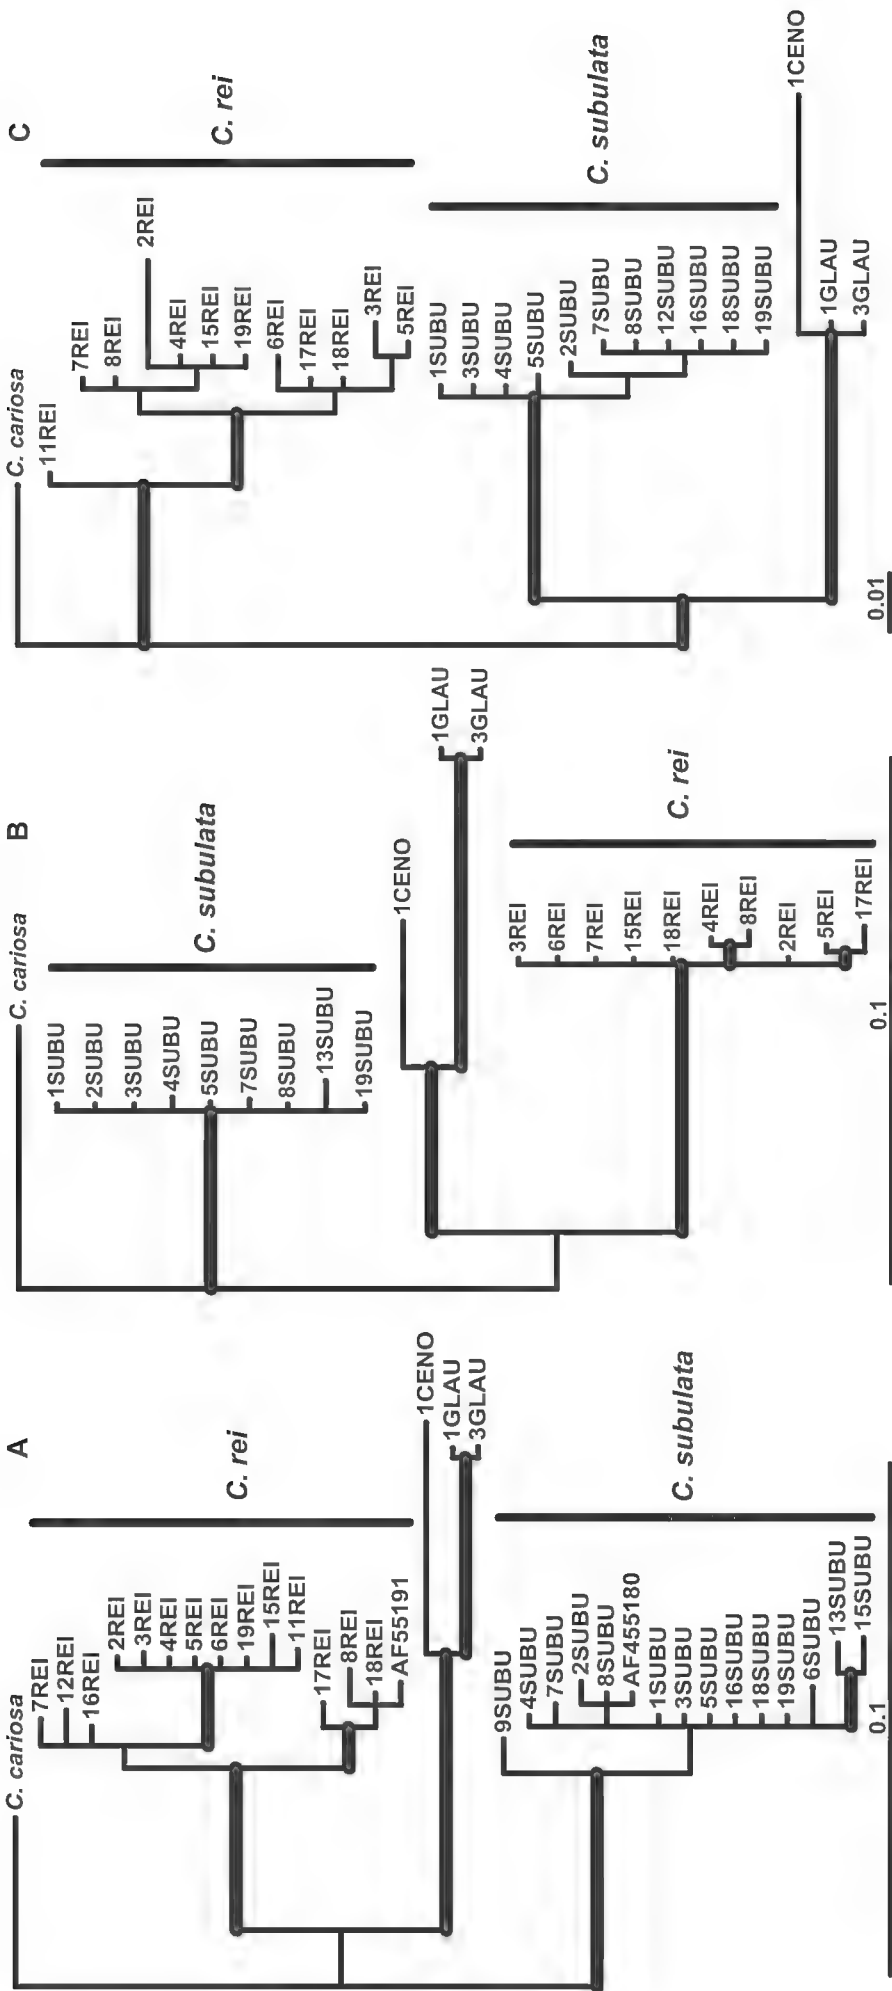 A
C. cariosa
7REI
12REI
16REI
2REI
3REI
4REI
5REI
6REI
19REI
15REI
11REI
17REI
8REI
18REI
AF55191
C. rei
1CENO
1GLAU
3GLAU
9SUBU
4SUBU
7SUBU
2SUBU
8SUBU
AF455180
1SUBU
3SUBU
5SUBU
16SUBU
18SUBU
19SUBU
6SUBU
13SUBU
15SUBU
C. subulata
0.1
B
C. cariosa
1SUBU
2SUBU
3SUBU
4SUBU
5SUBU
7SUBU
8SUBU
13SUBU
19SUBU
C. subulata
1CENO
1GLAU
3GLAU
3REI
6REI
7REI
15REI
18REI
4REI
8REI
2REI
5REI
17REI
C. rei
0.1
C
C. cariosa
11REI
7REI
8REI
2REI
4REI
15REI
19REI
6REI
17REI
18REI
3REI
5REI
C. rei
1SUBU
3SUBU
4SUBU
5SUBU
2SUBU
7SUBU
8SUBU
12SUBU
16SUBU
18SUBU
19SUBU
C. subulata
1CENO
1GLAU
3GLAU
0.01